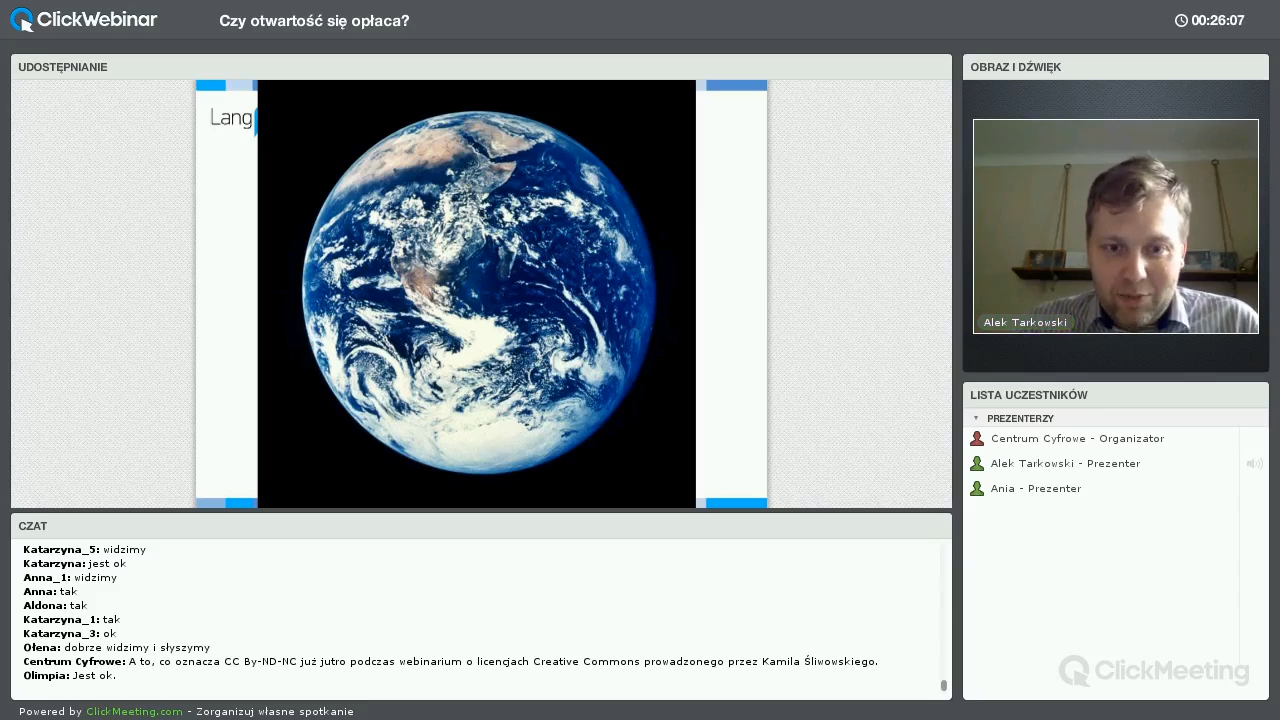 ClickWebinar
Czy otwartość się opłaca?
00:26:07
UDOSTĘPNIANIE
Lang
OBRAZ I DŹWIĘK
Alek Tarkowski
LISTA UCZESTNIKÓW
PREZENTERZY
Centrum Cyfrowe - Organizator
Alek Tarkowski - Prezenter
Ania - Prezenter
CZAT
Katarzyna_5: widzimy
Katarzyna: jest ok
Anna_1: widzimy
Anna: tak
Aldona: tak
Katarzyna_1: tak
Katarzyna_3: ok
Ołena: dobrze widzimy i słyszymy
Centrum Cyfrowe: A to, co oznacza CC By-ND-NC już jutro podczas webinarium o licencjach Creative Commons prowadzonego przez Kamila Śliwowskiego.
Olimpia: Jest ok.
ClickMeeting
Powered by ClickMeeting.com - Zorganizuj własne spotkanie